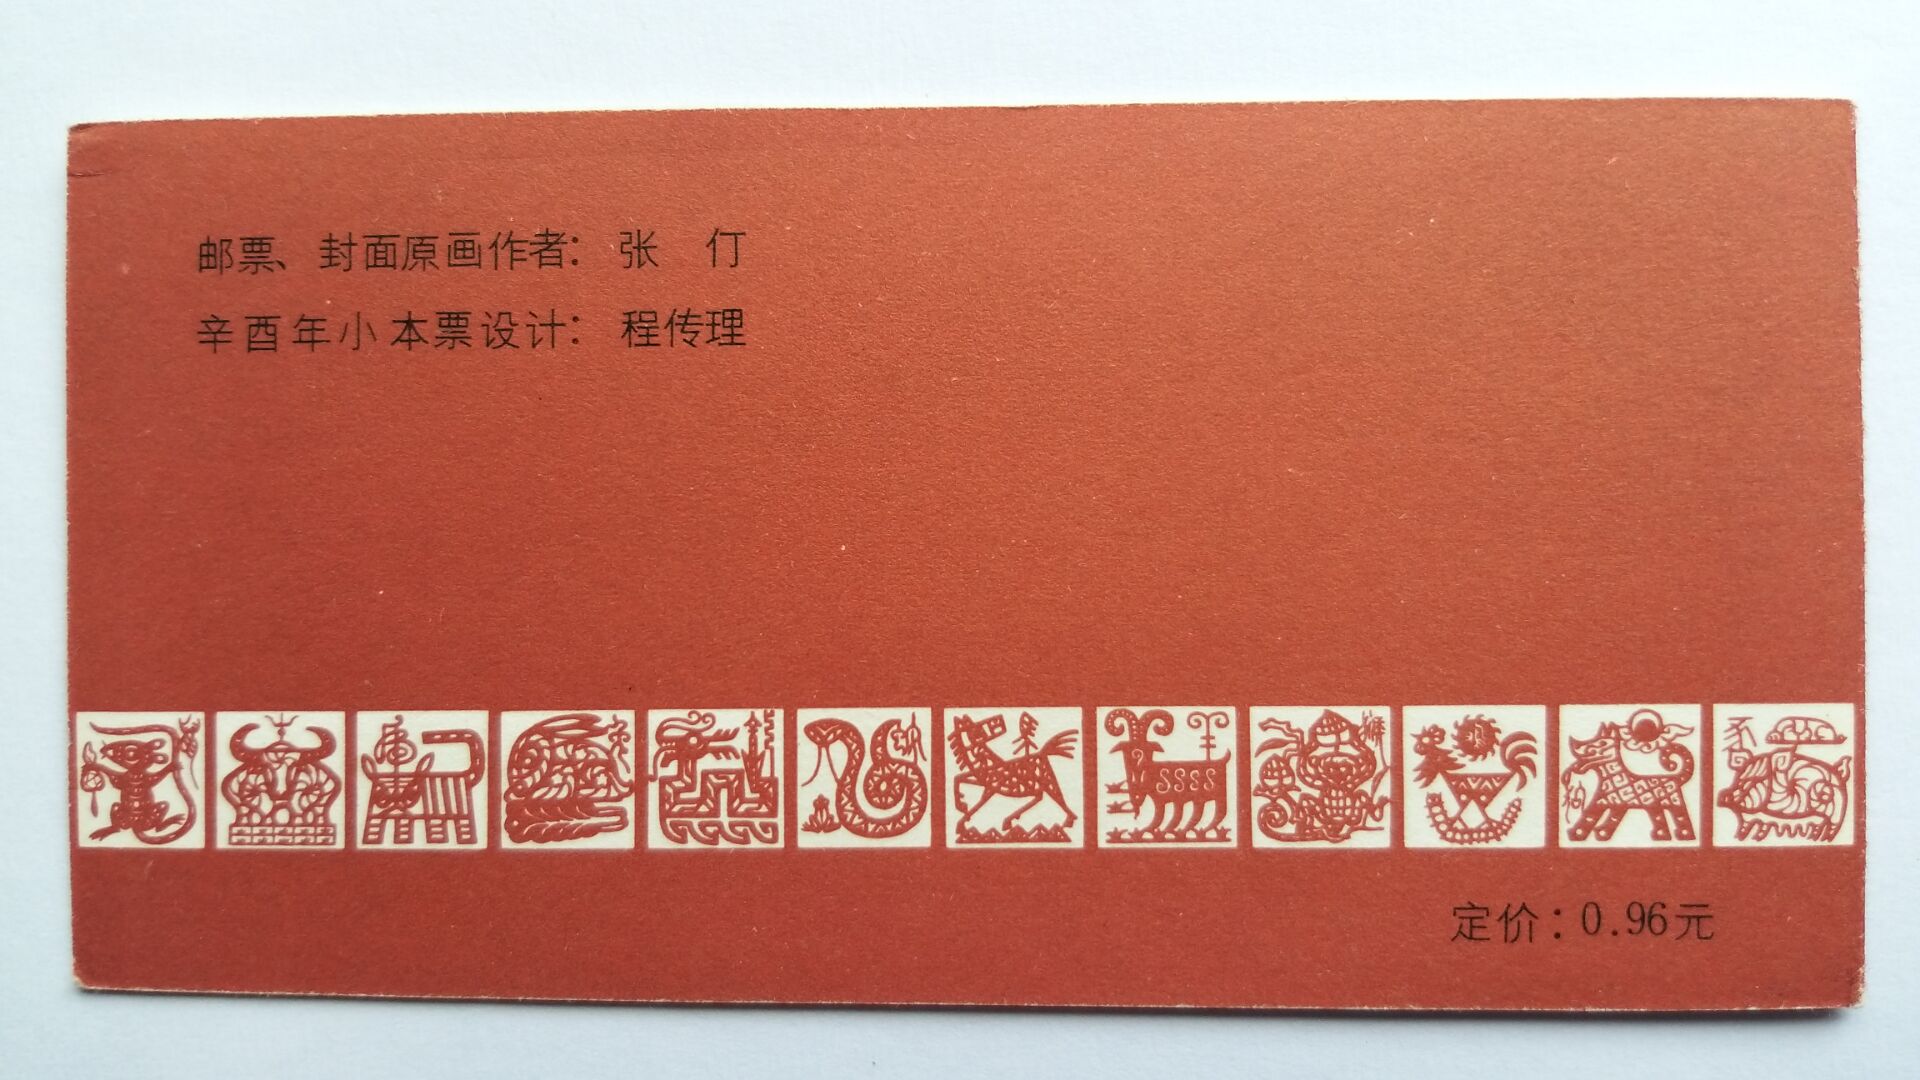 邮票、封面原画作者：张 仃
辛酉年小本票设计：程传理
定价：0.96元